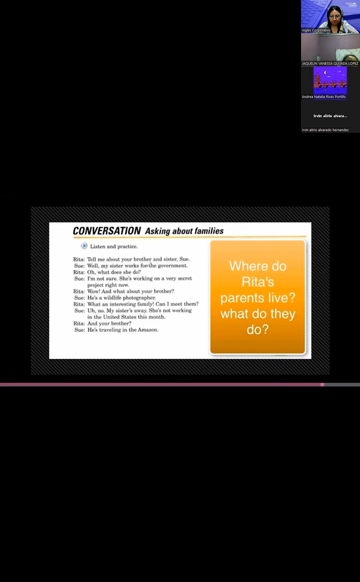 CONVERSATION Asking about families
Listen and practice.
Rita: Tell me about your brother and sister, Sue.
Sue: Well, my sister works for the government.
Rita: Oh, what does she do?
Sue: I'm not sure. She's working on a very secret
project right now.
Rita: Wow! And what about your brother?
Sue: He's a wildlife photographer.
Rita: What an interesting family! Can I meet them?
Sue: Uh, no. My sister's away. She's not working
in the United States this month.
Rita: And your brother?
Sue: He's traveling in the Amazon.
Where do
Rita's
parents live?
what do they
do?